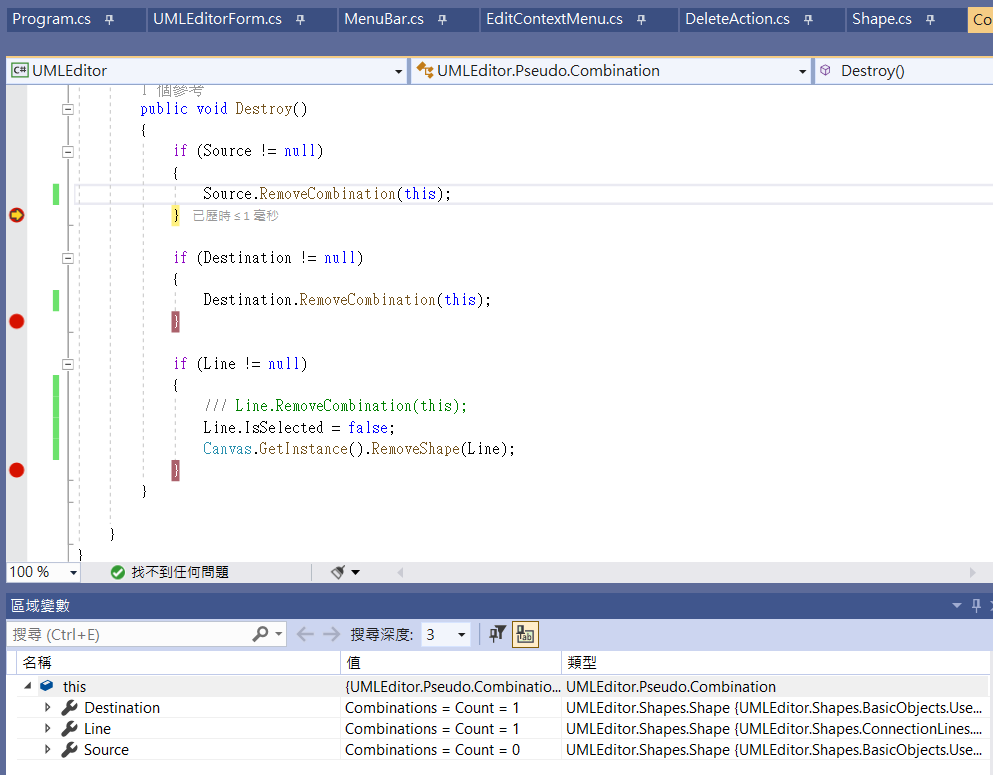 Program.cs UMLEditorForm.cs MenuBar.cs EditContextMenu.cs DeleteAction.cs Shape.cs Co
C# UMLEditor UMLEditor.Pseudo.Combination Destroy()
1 個參考
public void Destroy()
{
if (Source != null)
{
Source.RemoveCombination(this);
} 已歷時 ≤ 1 毫秒
if (Destination != null)
{
Destination.RemoveCombination(this);
}
if (Line != null)
{
/// Line.RemoveCombination(this);
Line.IsSelected = false;
Canvas.GetInstance().RemoveShape(Line);
}
}
}
}
100 % 找不到任何問題
區域變數
搜尋 (Ctrl+E) 搜尋深度: 3
名稱 值 類型
this {UMLEditor.Pseudo.Combinatio... UMLEditor.Pseudo.Combination
Destination Combinations = Count = 1 UMLEditor.Shapes.Shape {UMLEditor.Shapes.BasicObjects.Use...
Line Combinations = Count = 1 UMLEditor.Shapes.Shape {UMLEditor.Shapes.ConnectionLines....
Source Combinations = Count = 0 UMLEditor.Shapes.Shape {UMLEditor.Shapes.BasicObjects.Use...